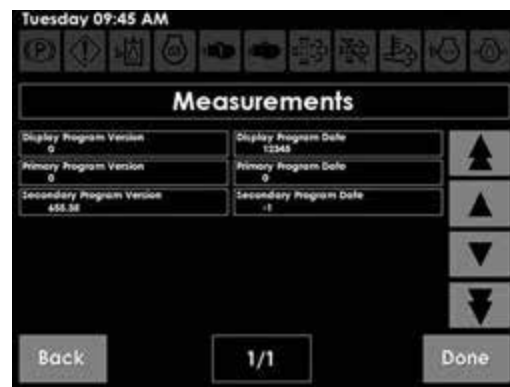 Tuesday 09:45 AM
Measurements
Display Program Version
0
Display Program Date
12345
Primary Program Version
0
Primary Program Date
0
Secondary Program Version
655.35
Secondary Program Date
-1
Back
1/1
Done